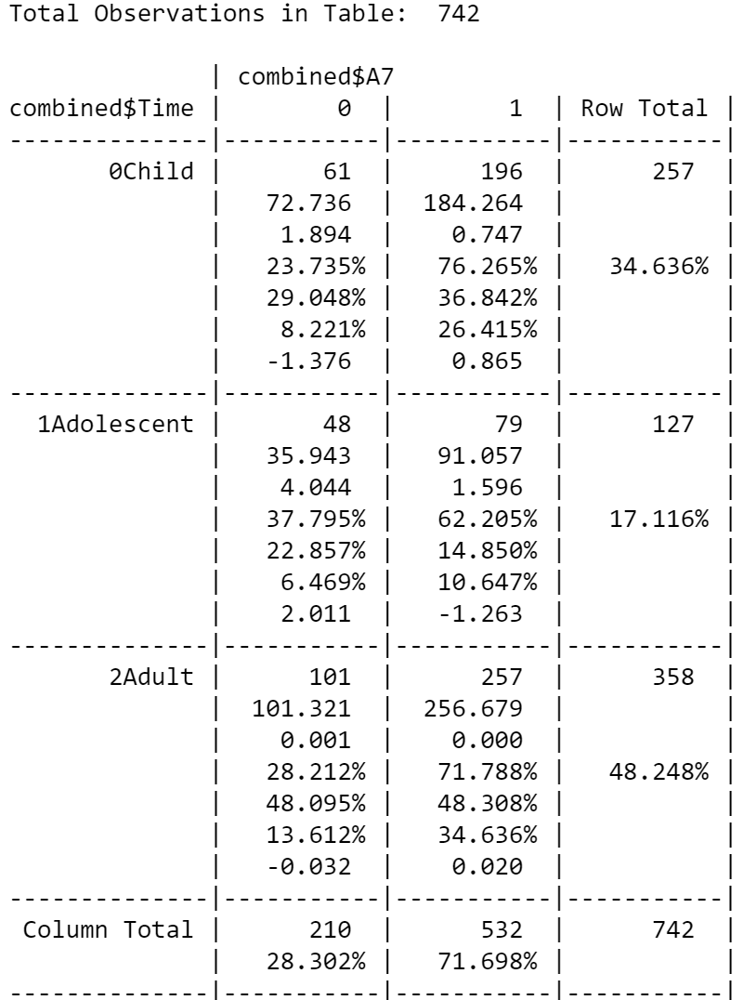 Total Observations in Table:  742
              | combined$A7
combined$Time |         0 |         1 | Row Total |
--------------|-----------|-----------|-----------|
       0Child |        61 |       196 |       257 |
              |    72.736 |   184.264 |           |
              |     1.894 |     0.747 |           |
              |   23.735% |   76.265% |   34.636% |
              |   29.048% |   36.842% |           |
              |    8.221% |   26.415% |           |
              |    -1.376 |     0.865 |           |
--------------|-----------|-----------|-----------|
  1Adolescent |        48 |        79 |       127 |
              |    35.943 |    91.057 |           |
              |     4.044 |     1.596 |           |
              |   37.795% |   62.205% |   17.116% |
              |   22.857% |   14.850% |           |
              |    6.469% |   10.647% |           |
              |     2.011 |    -1.263 |           |
--------------|-----------|-----------|-----------|
       2Adult |       101 |       257 |       358 |
              |   101.321 |   256.679 |           |
              |     0.001 |     0.000 |           |
              |   28.212% |   71.788% |   48.248% |
              |   48.095% |   48.308% |           |
              |   13.612% |   34.636% |           |
              |    -0.032 |     0.020 |           |
--------------|-----------|-----------|-----------|
 Column Total |       210 |       532 |       742 |
              |   28.302% |   71.698% |           |
--------------|-----------|-----------|-----------|